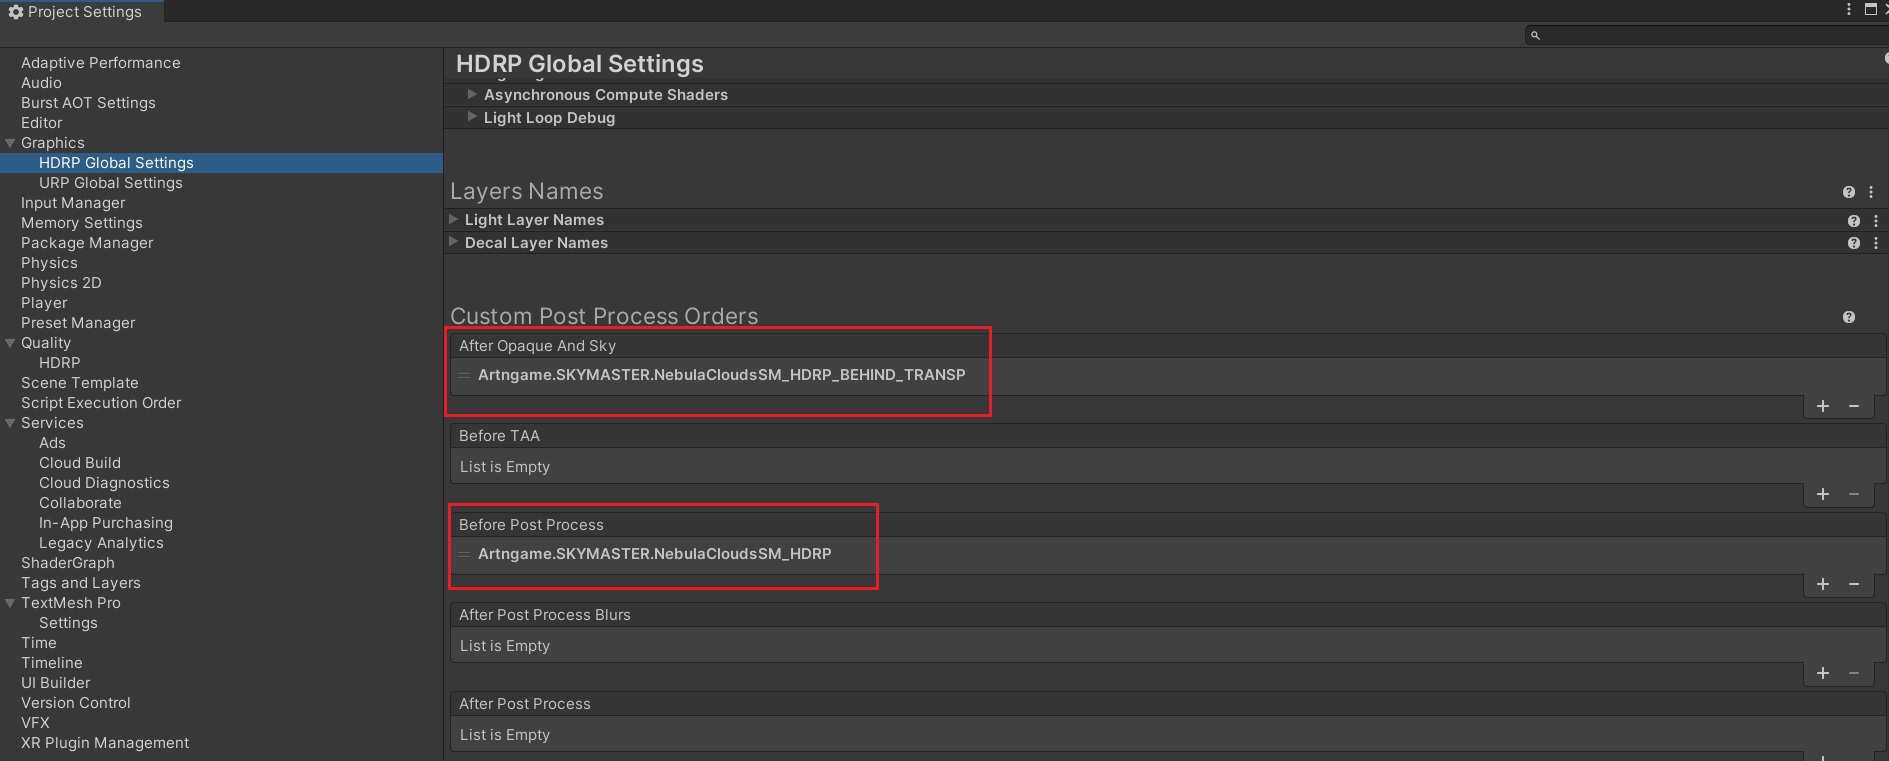 Project Settings
Adaptive Performance
Audio
Burst AOT Settings
Editor
Graphics
HDRP Global Settings
URP Global Settings
Input Manager
Memory Settings
Package Manager
Physics
Physics 2D
Player
Preset Manager
Quality
HDRP
Scene Template
Script Execution Order
Services
Ads
Cloud Build
Cloud Diagnostics
Collaborate
In-App Purchasing
Legacy Analytics
ShaderGraph
Tags and Layers
TextMesh Pro
Settings
Time
Timeline
UI Builder
Version Control
VFX
XR Plugin Management
HDRP Global Settings
Asynchronous Compute Shaders
Light Loop Debug
Layers Names
Light Layer Names
Decal Layer Names
Custom Post Process Orders
After Opaque And Sky
Artngame.SKYMASTER.NebulaCloudsSM_HDRP_BEHIND_TRANSP
Before TAA
List is Empty
Before Post Process
Artngame.SKYMASTER.NebulaCloudsSM_HDRP
After Post Process Blurs
List is Empty
After Post Process
List is Empty